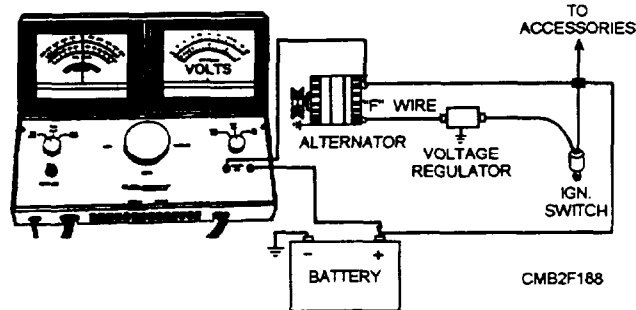 TO
ACCESSORIES
VOLTS
"F" WIRE
ALTERNATOR
VOLTAGE
REGULATOR
IGN.
SWITCH
- +
BATTERY
CMB2F188